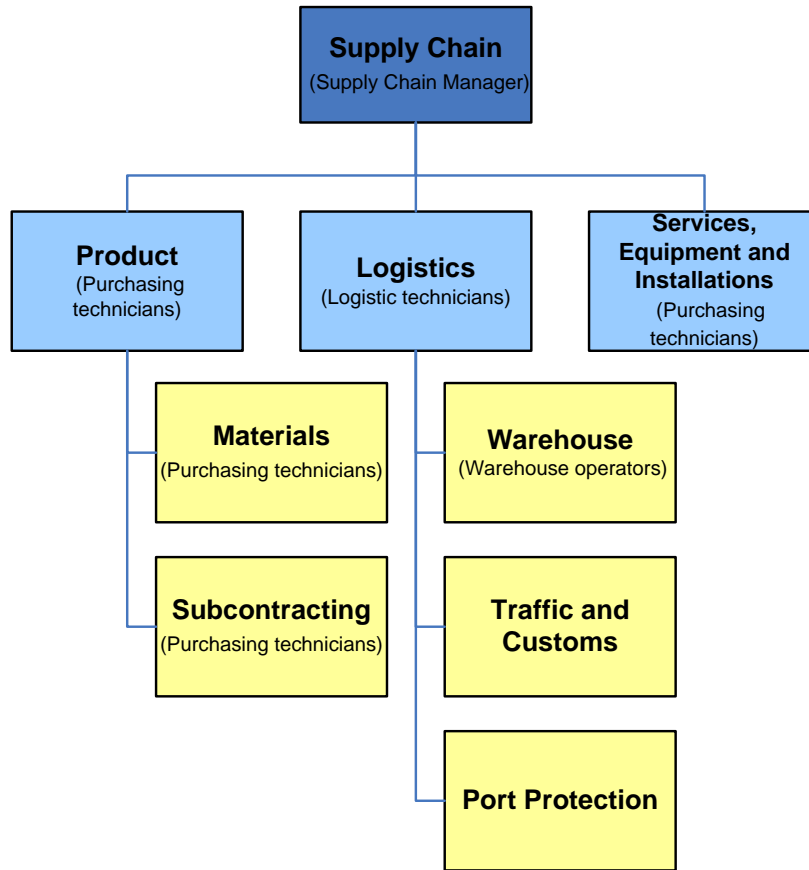 Supply Chain
(Supply Chain Manager)
Product
(Purchasing
technicians)
Logistics
(Logistic technicians)
Services,
Equipment and
Installations
(Purchasing
technicians)
Materials
(Purchasing technicians)
Warehouse
(Warehouse operators)
Subcontracting
(Purchasing technicians)
Traffic and
Customs
Port Protection